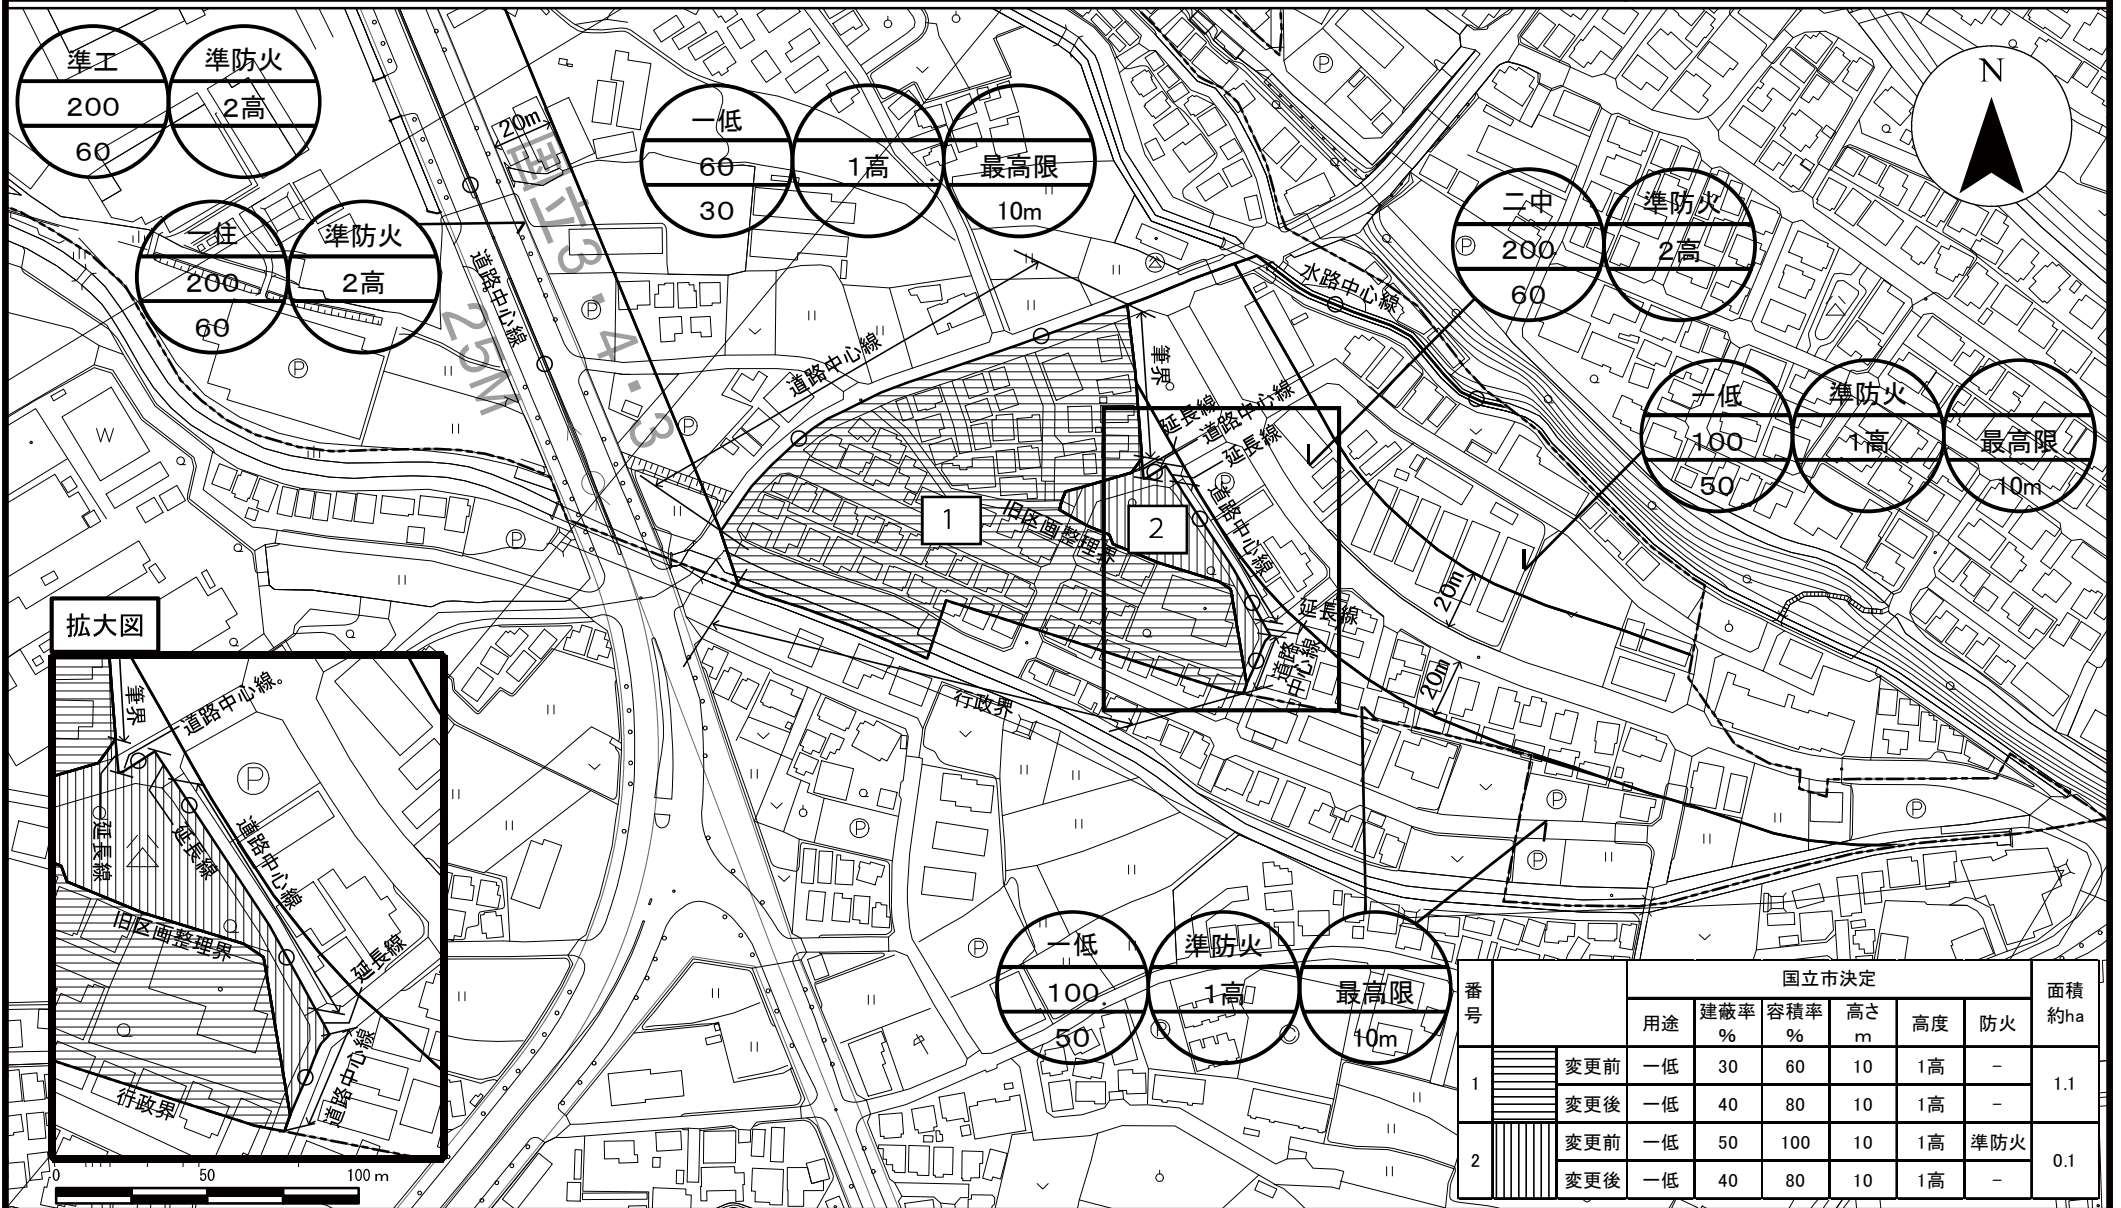 準工
200
60
準防火
2高
一住
200
60
準防火
2高
一低
60
30
1高
最高限
10m
N
二中
200
60
準防火
2高
一低
100
50
準防火
1高
最高限
10m
20m
国立3・4・3
25M
道路中心線
道路中心線
水路中心線
筆界
延長線
道路中心線
延長線
道路中心線
1
2
旧区画整理界
延長線
道路
中心線
20m
20m
行政界
W
P
P
P
P
P
P
P
P
P
P
P
P
P
拡大図
筆界
道路中心線
P
延長線
延長線
道路中心線
旧区画整理界
延長線
道路中心線
行政界
0 50 100 m
一低
100
50
準防火
1高
最高限
10m
番号 国立市決定 面積 約ha
用途 建蔽率 % 容積率 % 高さ m 高度 防火
1 変更前 一低 30 60 10 1高 - 1.1
変更後 一低 40 80 10 1高 -
2 変更前 一低 50 100 10 1高 準防火 0.1
変更後 一低 40 80 10 1高 -